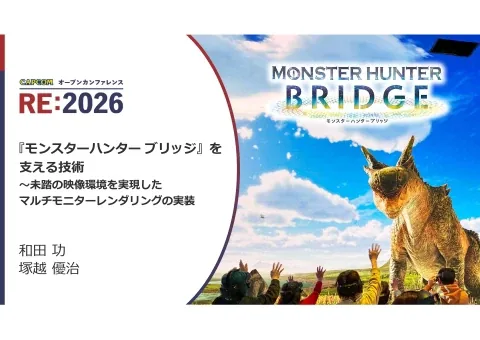 CAPCOM オープンカンファレンス
RE:2026
『モンスターハンター ブリッジ』を
支える技術
~未踏の映像環境を実現した
マルチモニターレンダリングの実装
和田 功
塚越 優治
MONSTER HUNTER
BRIDGE
モンスターハンター ブリッジ